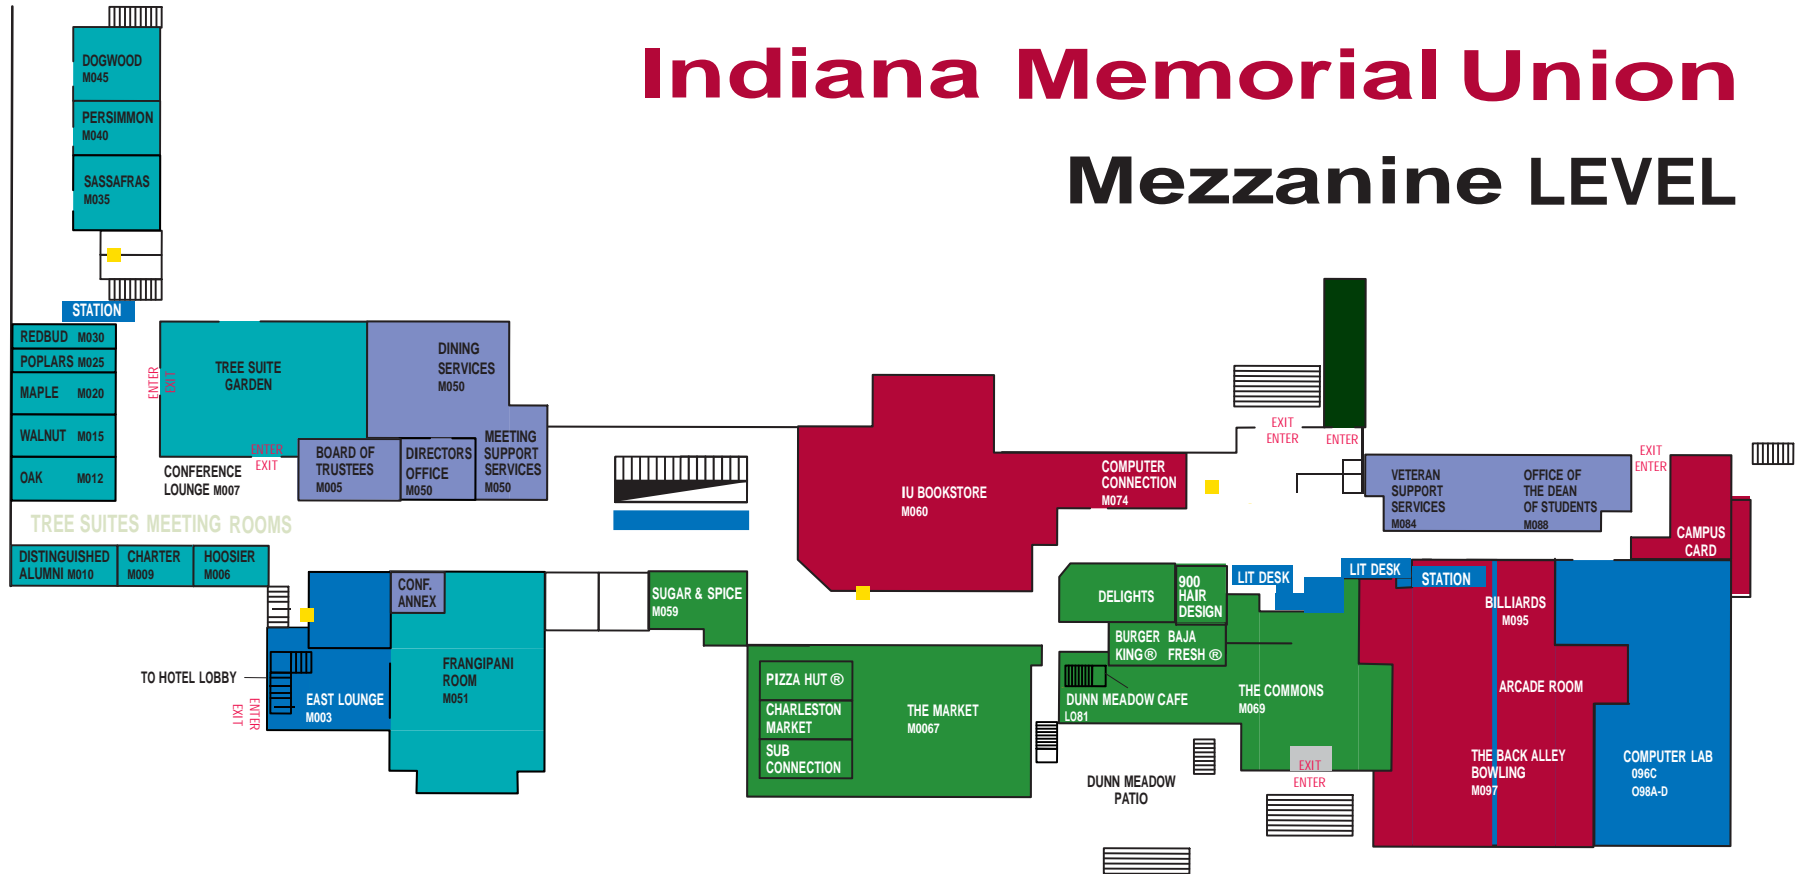 Indiana Memorial Union
Mezzanine LEVEL
DOGWOOD
M045
PERSIMMON
M040
SASSAFRAS
M035
STATION
REDBUD M030
POPLARS M025
MAPLE M020
WALNUT M015
OAK M012
ENTER
EXIT
TREE SUITE
GARDEN
ENTER
EXIT
CONFERENCE
LOUNGE M007
DINING
SERVICES
M050
BOARD OF
TRUSTEES
M005
DIRECTORS
OFFICE
M050
MEETING
SUPPORT
SERVICES
M050
TREE SUITES MEETING ROOMS
DISTINGUISHED
ALUMNI M010
CHARTER
M009
HOOSIER
M006
CONF.
ANNEX
TO HOTEL LOBBY
EXIT
ENTER
EAST LOUNGE
M003
FRANGIPANI
ROOM
M051
SUGAR & SPICE
M059
PIZZA HUT ®
CHARLESTON
MARKET
SUB
CONNECTION
THE MARKET
M0067
IU BOOKSTORE
M060
COMPUTER
CONNECTION
M074
EXIT
ENTER
ENTER
VETERAN
SUPPORT
SERVICES
M084
OFFICE OF
THE DEAN
OF STUDENTS
M088
EXIT
ENTER
CAMPUS
CARD
DELIGHTS
900
HAIR
DESIGN
LIT DESK
LIT DESK
STATION
BURGER
KING®
BAJA
FRESH ®
DUNN MEADOW CAFE
LO81
THE COMMONS
M069
DUNN MEADOW
PATIO
EXIT
ENTER
BILLIARDS
M095
ARCADE ROOM
THE BACK ALLEY
BOWLING
M097
COMPUTER LAB
096C
O98A-D